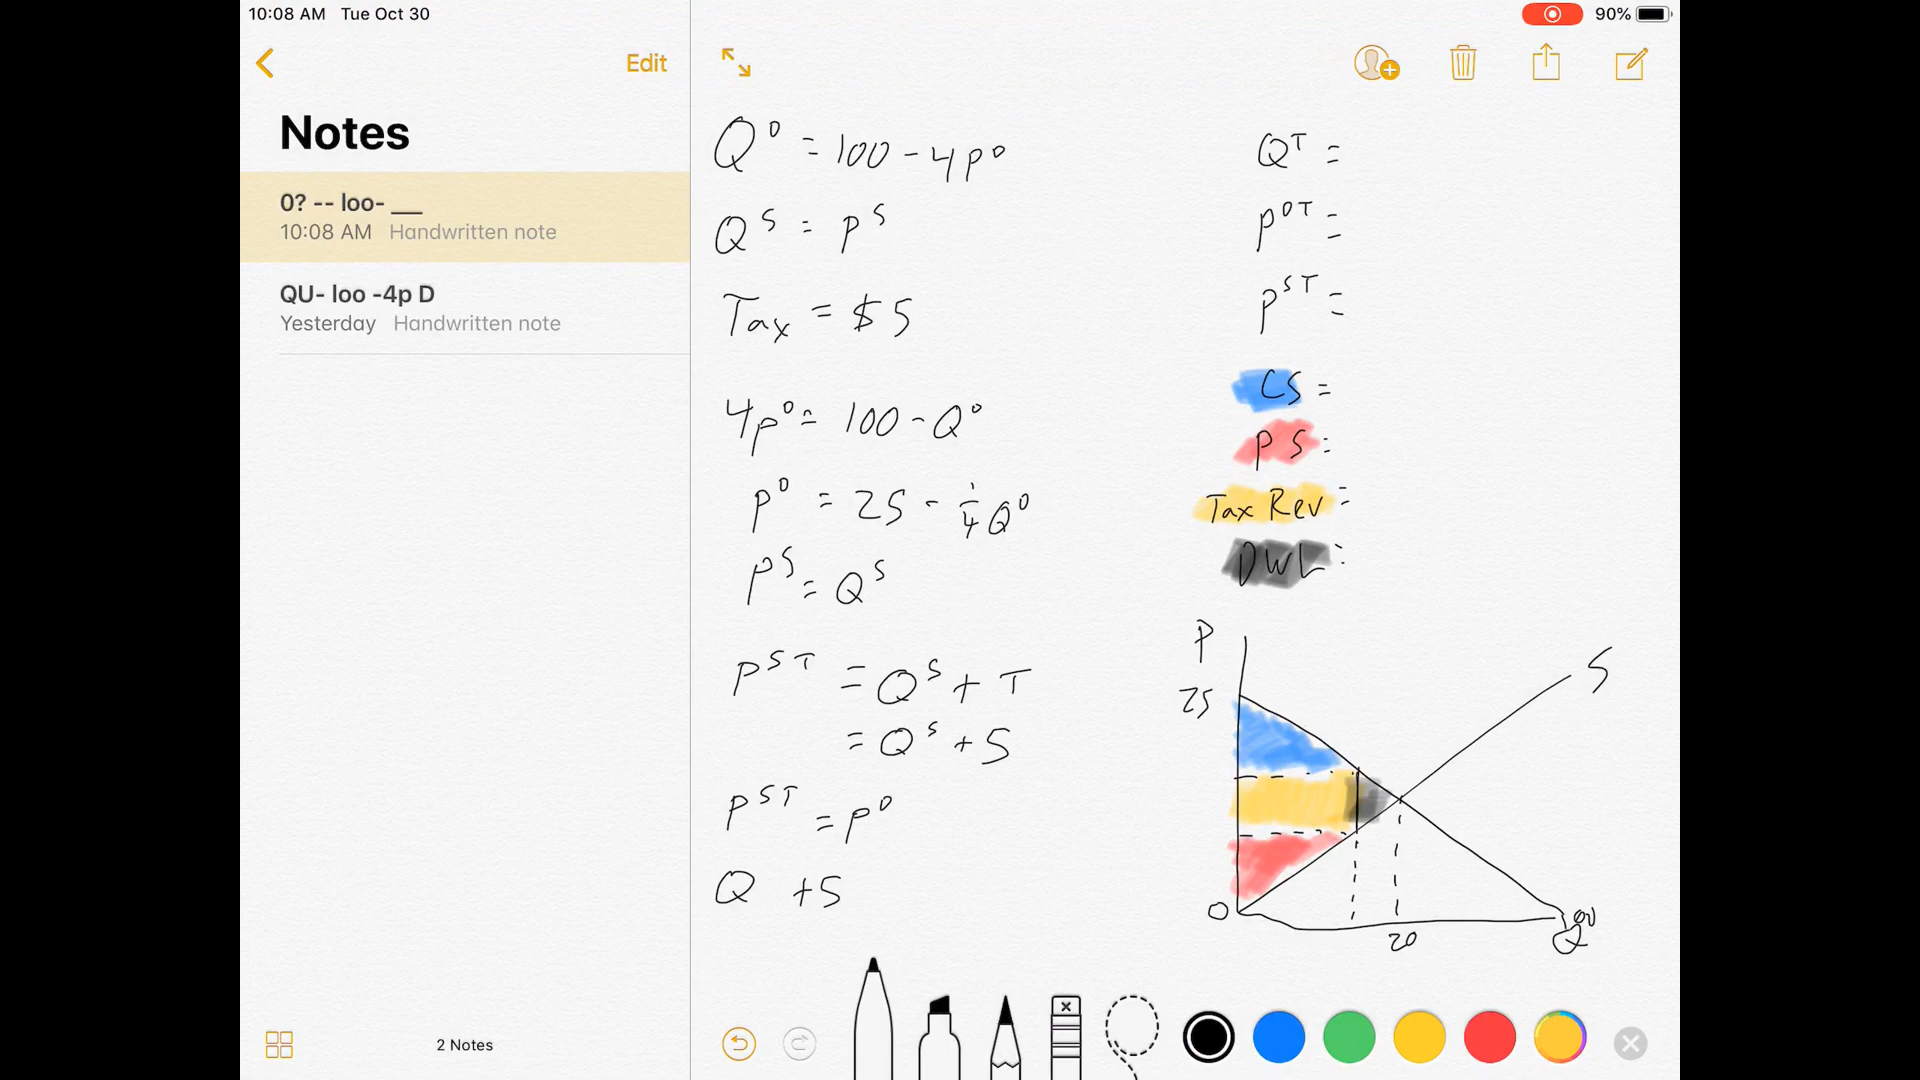 10:08 AM Tue Oct 30
90%
Edit
Notes
0? -- loo- __
10:08 AM Handwritten note
QU- loo -4p D
Yesterday Handwritten note
2 Notes
Q^D = 100 - 4P^D
Q^S = P^S
Tax = $5
4P^D = 100 - Q^D
P^D = 25 - 1/4 Q^D
P^S = Q^S
P^ST = Q^S + T
= Q^S + 5
P^ST = P^D
Q +5
Q^T =
P^DT =
P^ST =
CS =
PS =
Tax Rev =
DWL =
P
25
S
0
20
100
Q